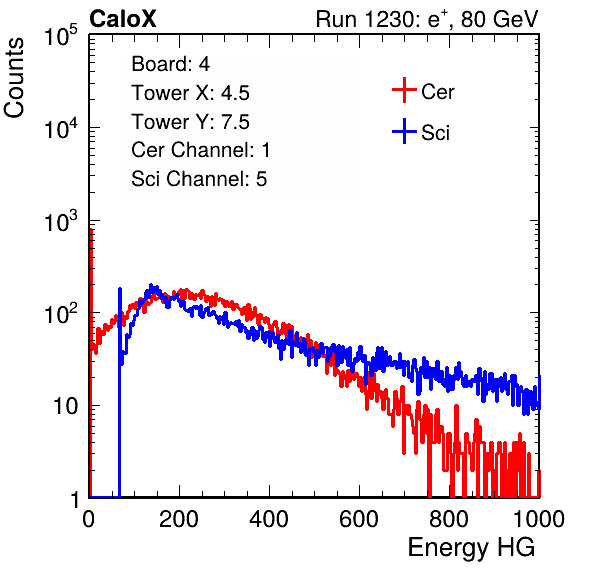 CaloX Run 1230: e⁺, 80 GeV
Counts
Board: 4
Tower X: 4.5
Tower Y: 7.5
Cer Channel: 1
Sci Channel: 5
Cer
Sci
10⁵
10⁴
10³
10²
10
1
0 200 400 600 800 1000
Energy HG